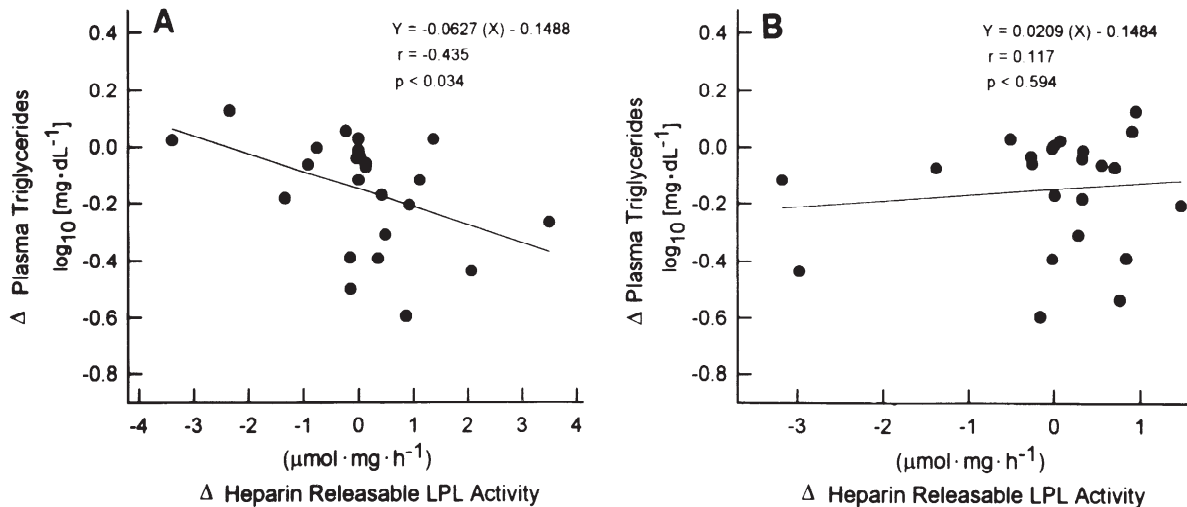 A
Y = -0.0627 (X) - 0.1488
r = -0.435
p < 0.034
0.4
0.2
0.0
-0.2
-0.4
-0.6
-0.8
Δ Plasma Triglycerides
log10 [mg·dL⁻¹]
-4 -3 -2 -1 0 1 2 3 4
(μmol·mg·h⁻¹)
Δ Heparin Releasable LPL Activity
B
Y = 0.0209 (X) - 0.1484
r = 0.117
p < 0.594
0.4
0.2
0.0
-0.2
-0.4
-0.6
-0.8
Δ Plasma Triglycerides
log10 [mg·dL⁻¹]
-3 -2 -1 0 1
(μmol·mg·h⁻¹)
Δ Heparin Releasable LPL Activity